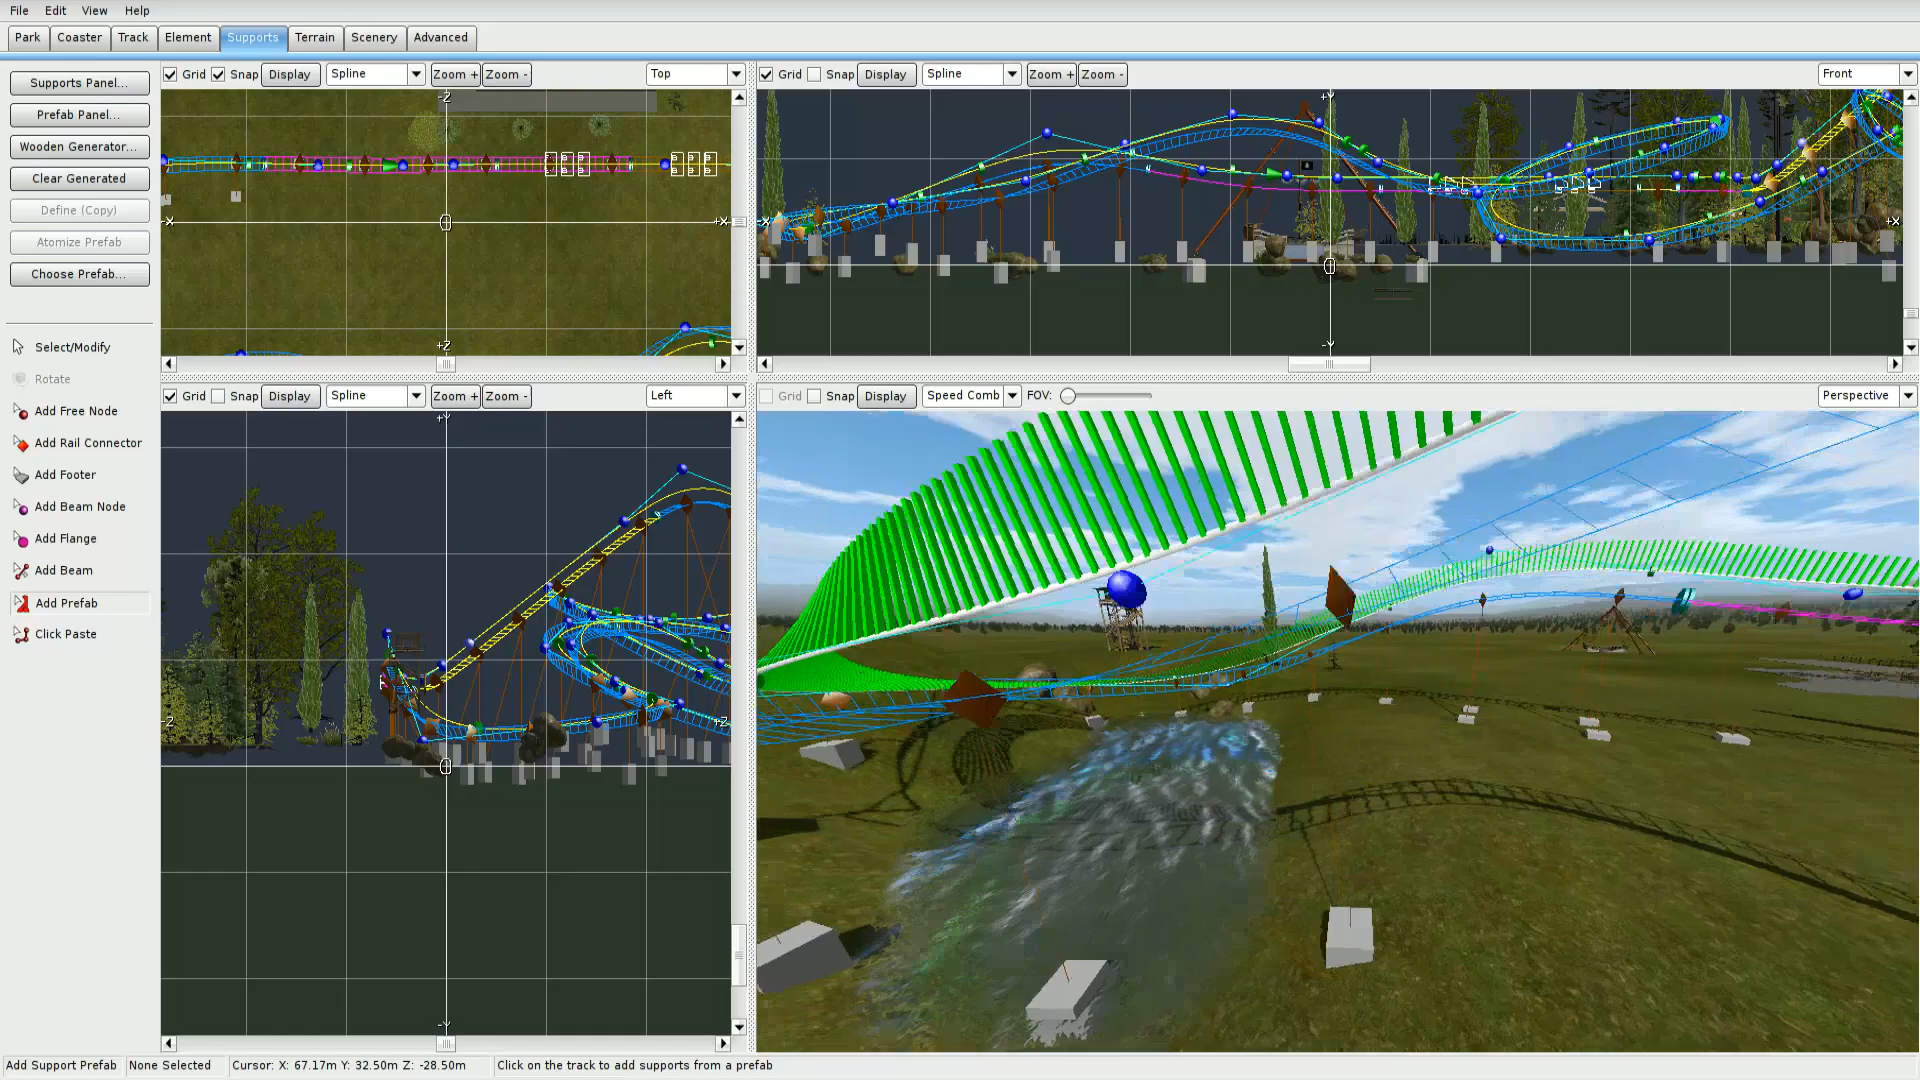 File Edit View Help
Park Coaster Track Element Supports Terrain Scenery Advanced
Supports Panel...
Prefab Panel...
Wooden Generator...
Clear Generated
Define (Copy)
Atomize Prefab
Choose Prefab...
Select/Modify
Rotate
Add Free Node
Add Rail Connector
Add Footer
Add Beam Node
Add Flange
Add Beam
Add Prefab
Click Paste
Grid Snap Display Spline Zoom + Zoom - Top
-Z
-X +X
+Z
Grid Snap Display Spline Zoom + Zoom - Front
+Y
-X +X
-Y
Grid Snap Display Spline Zoom + Zoom - Left
+Y
-Z +Z
-Y
Grid Snap Display Speed Comb FOV: Perspective
Add Support Prefab None Selected Cursor: X: 67.17m Y: 32.50m Z: -28.50m Click on the track to add supports from a prefab